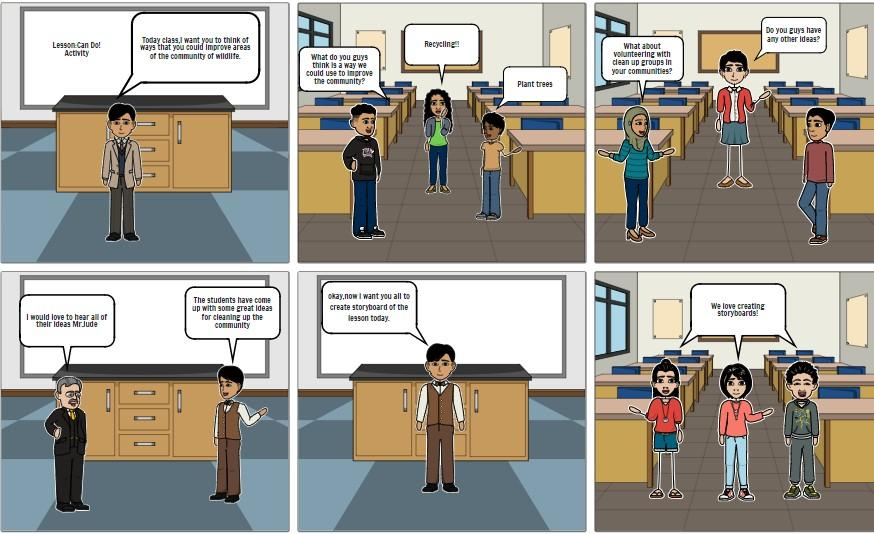 Lesson:Can Do!
Activity
Today class,I want you to think of
ways that you could improve areas
of the community of wildlife.
What do you guys
think is a way we
could use to improve
the community?
Recycling!!
Plant trees
What about
volunteering with
clean up groups in
your communities?
Do you guys have
any other ideas?
I would love to hear all of
their ideas Mr.Jude
The students have come
up with some great ideas
for cleaning up the
community
okay,now I want you all to
create storyboard of the
lesson today.
We love creating
storyboards!